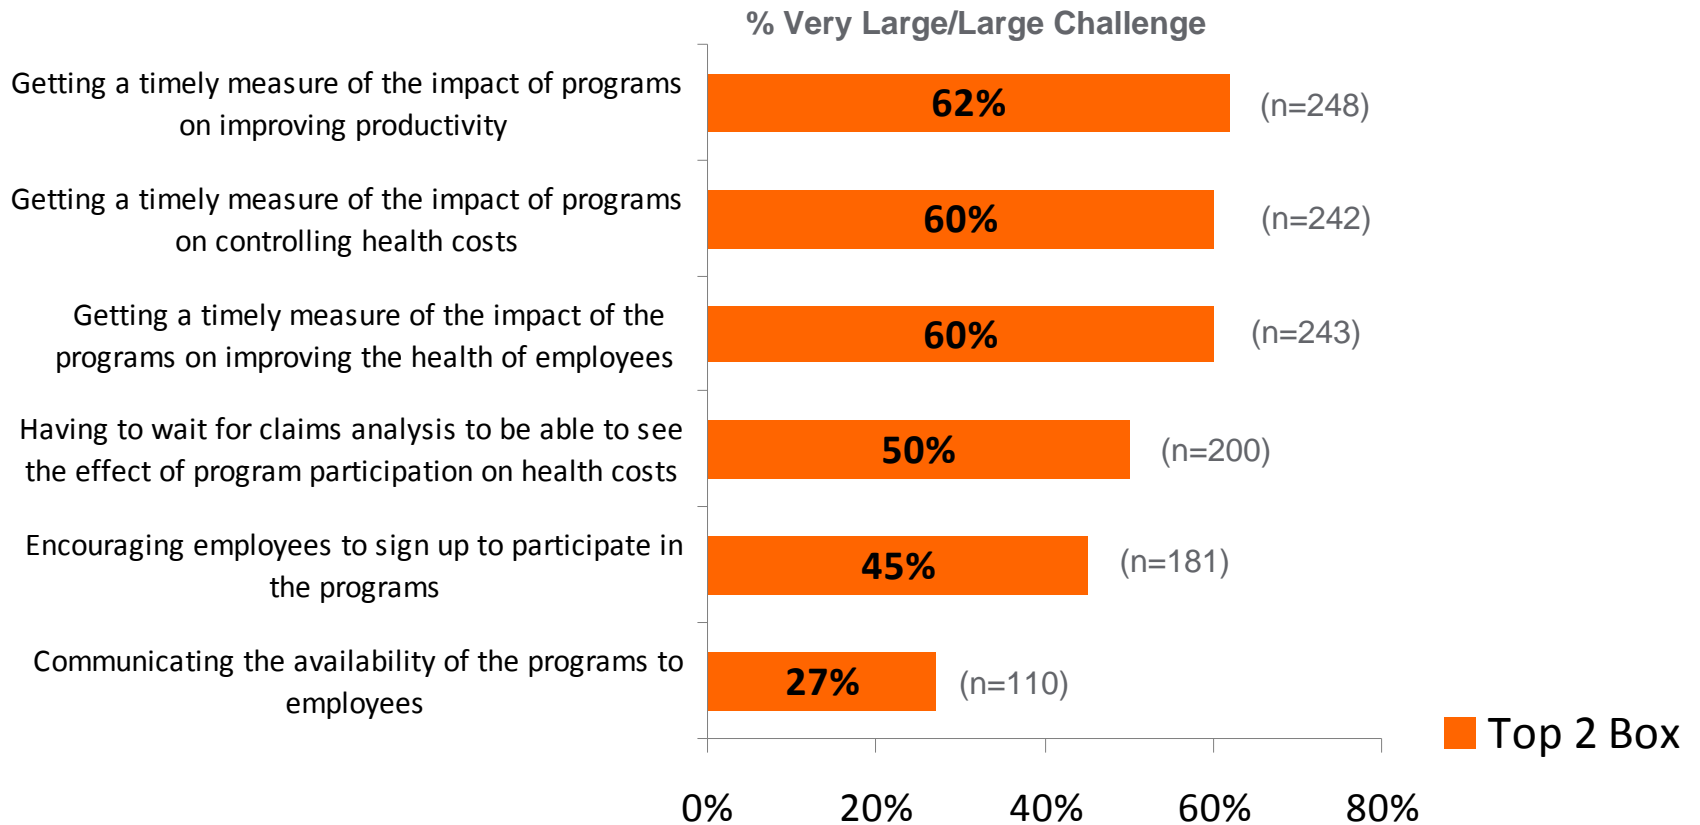 % Very Large/Large Challenge
Getting a timely measure of the impact of programs
on improving productivity
62%
(n=248)
Getting a timely measure of the impact of programs
on controlling health costs
60%
(n=242)
Getting a timely measure of the impact of the
programs on improving the health of employees
60%
(n=243)
Having to wait for claims analysis to be able to see
the effect of program participation on health costs
50%
(n=200)
Encouraging employees to sign up to participate in
the programs
45%
(n=181)
Communicating the availability of the programs to
employees
27%
(n=110)
Top 2 Box
0% 20% 40% 60% 80%